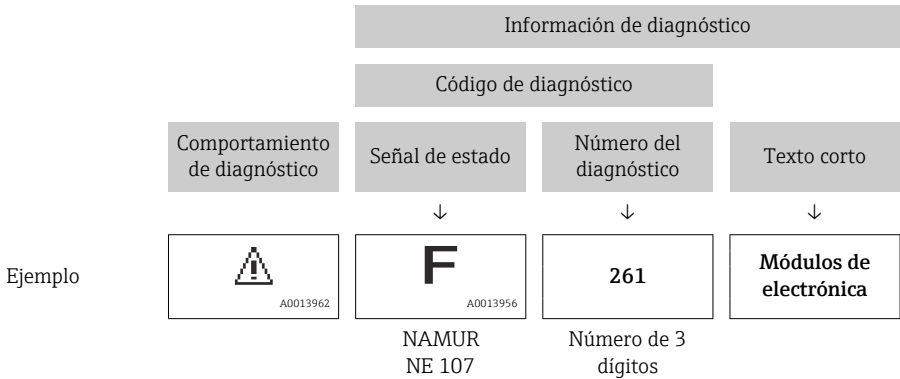 Información de diagnóstico
Código de diagnóstico
Comportamiento
de diagnóstico
Señal de estado
Número del
diagnóstico
Texto corto
↓ ↓ ↓
Ejemplo
A0013962
F
A0013956
261
Módulos de
electrónica
NAMUR
NE 107
Número de 3
dígitos